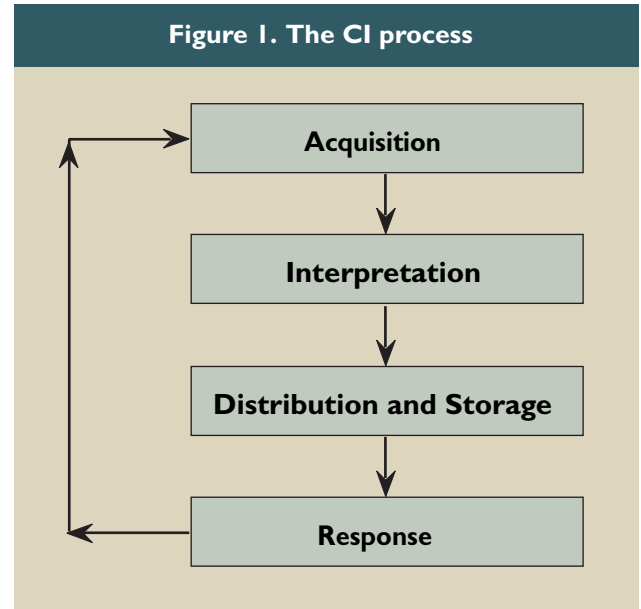 Figure 1. The CI process
Acquisition
Interpretation
Distribution and Storage
Response